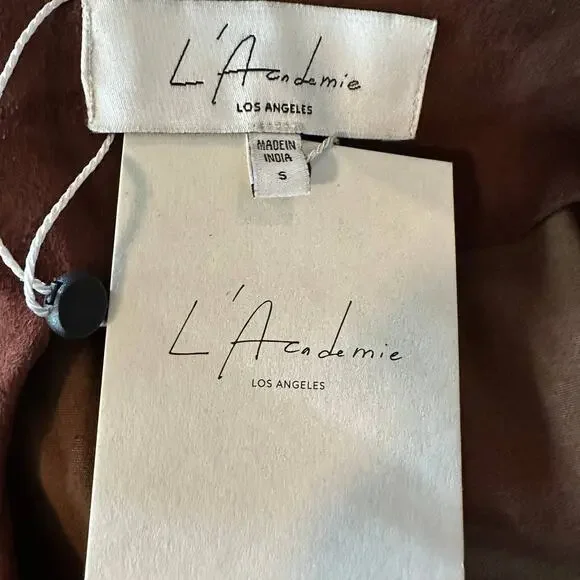 L'Academie
LOS ANGELES
MADE IN
INDIA
S
L'Academie
LOS ANGELES